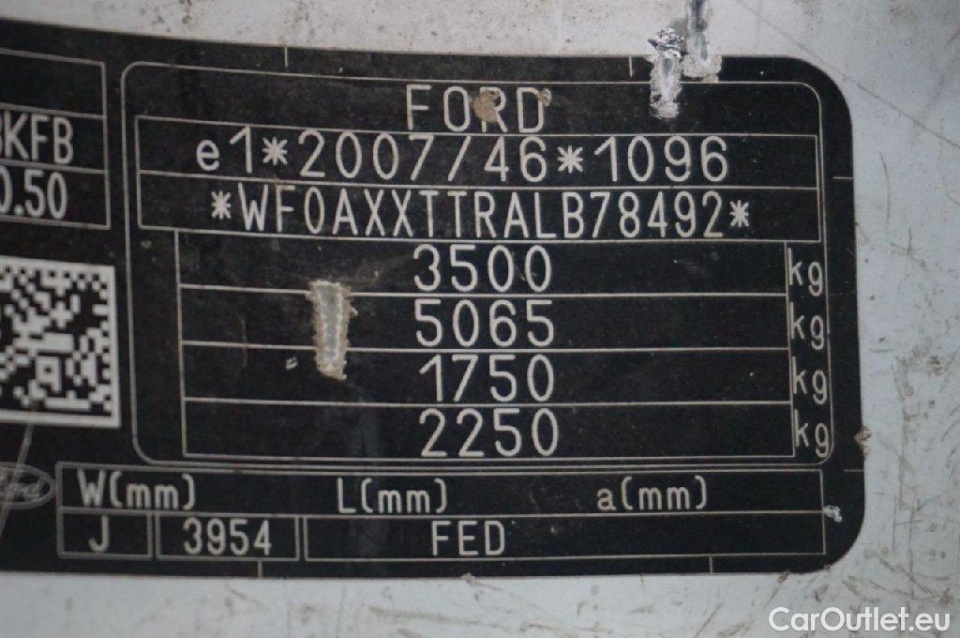 FORD
e1*2007/46*1096
*WF0AXXTTRALB78492*
3500 kg
5065 kg
1750 kg
2250 kg
KFB
0.50
Ford
W(mm) L(mm) a(mm)
J 3954 FED
CarOutlet.eu